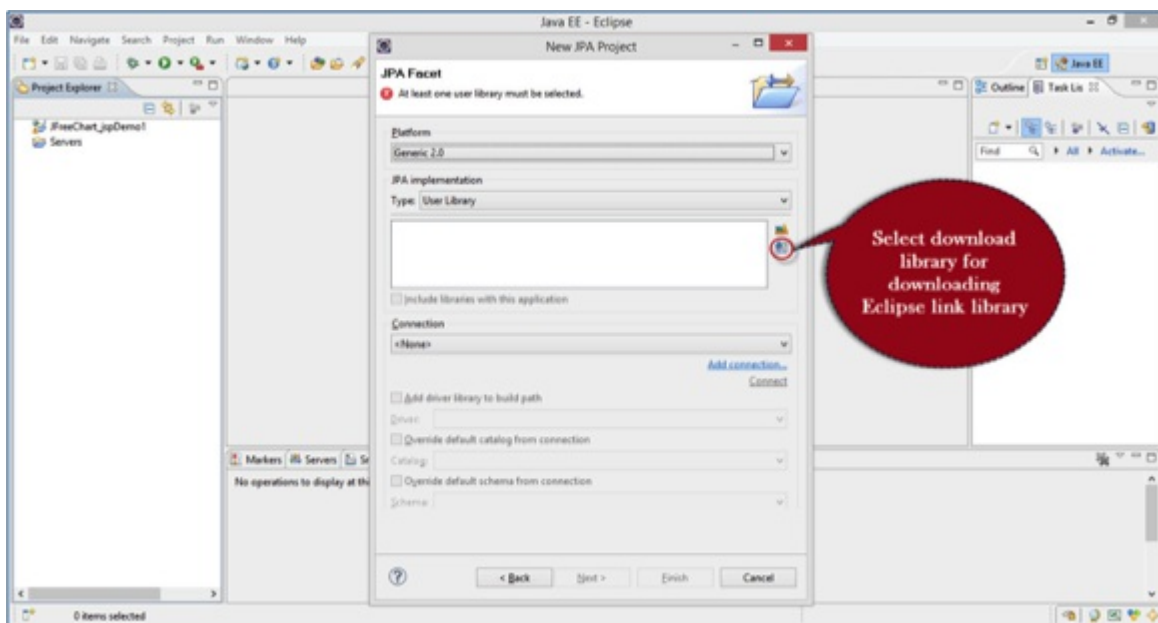 Java EE - Eclipse
File Edit Navigate Search Project Run Window Help
New JPA Project
Java EE
JPA Facet
At least one user library must be selected.
Project Explorer
JFreeChart_jspDemo1
Servers
Outline Task Lis
Find All Activate...
Platform
Generic 2.0
JPA implementation
Type: User Library
Select download
library for
downloading
Eclipse link library
Include libraries with this application
Connection
<None>
Add connection...
Connect
Add driver library to build path
Driver:
Override default catalog from connection
Catalog:
Override default schema from connection
Schema:
Markers Servers
No operations to display at thi
? < Back Next > Finish Cancel
0 items selected